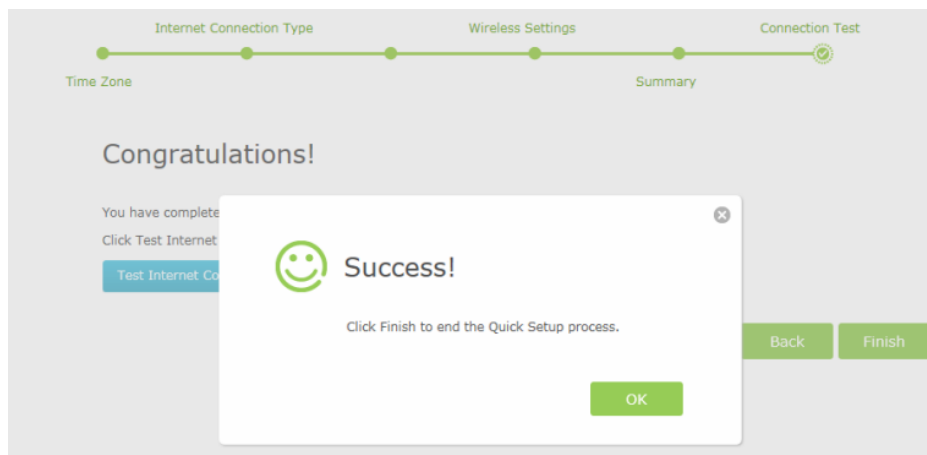 Internet Connection Type
Wireless Settings
Connection Test
Time Zone
Summary
Congratulations!
You have complete
Click Test Internet
Test Internet Co
Success!
Click Finish to end the Quick Setup process.
Back
Finish
OK